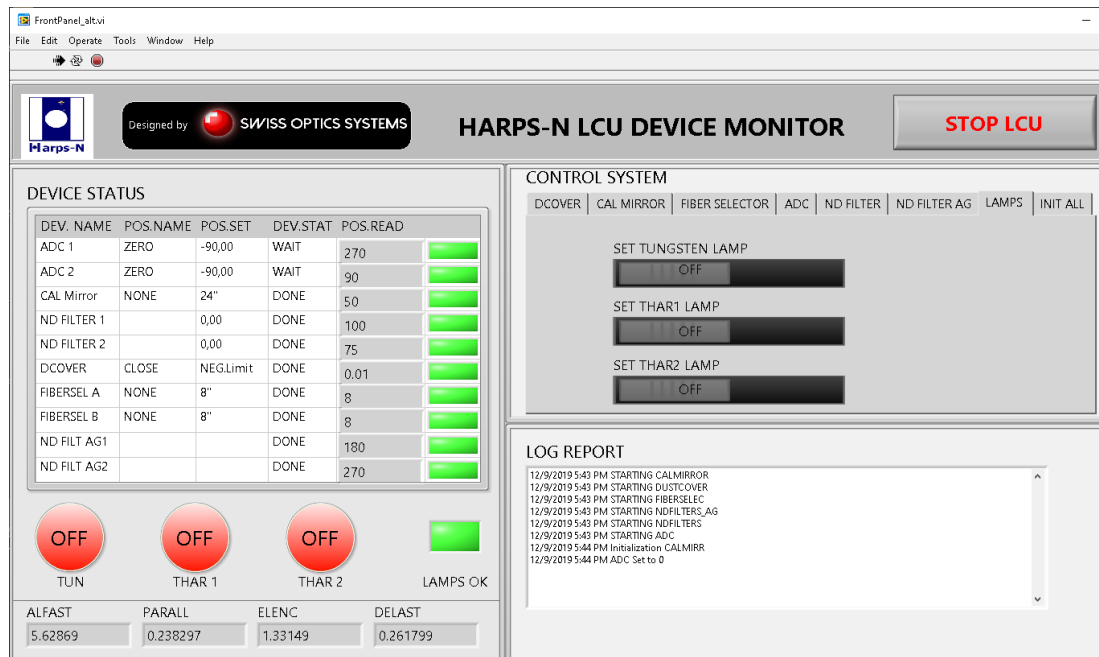 FrontPanel_alt.vi
File Edit Operate Tools Window Help
Harps-N
Designed by SWISS OPTICS SYSTEMS
HARPS-N LCU DEVICE MONITOR
STOP LCU
DEVICE STATUS
DEV. NAME POS.NAME POS.SET DEV.STAT POS.READ
ADC 1 ZERO -90,00 WAIT 270
ADC 2 ZERO -90,00 WAIT 90
CAL Mirror NONE 24" DONE 50
ND FILTER 1 0,00 DONE 100
ND FILTER 2 0,00 DONE 75
DCOVER CLOSE NEG.Limit DONE 0.01
FIBERSEL A NONE 8" DONE 8
FIBERSEL B NONE 8" DONE 8
ND FILT AG1 DONE 180
ND FILT AG2 DONE 270
OFF OFF OFF
TUN THAR 1 THAR 2 LAMPS OK
ALFAST PARALL ELENC DELAST
5.62869 0.238297 1.33149 0.261799
CONTROL SYSTEM
DCOVER CAL MIRROR FIBER SELECTOR ADC ND FILTER ND FILTER AG LAMPS INIT ALL
SET TUNGSTEN LAMP
OFF
SET THAR1 LAMP
OFF
SET THAR2 LAMP
OFF
LOG REPORT
12/9/2019 5:43 PM STARTING CALMIRROR
12/9/2019 5:43 PM STARTING DUSTCOVER
12/9/2019 5:43 PM STARTING FIBERSELEC
12/9/2019 5:43 PM STARTING NDFILTERS_AG
12/9/2019 5:43 PM STARTING NDFILTERS
12/9/2019 5:43 PM STARTING ADC
12/9/2019 5:44 PM Initialization CALMIRR
12/9/2019 5:44 PM ADC Set to 0